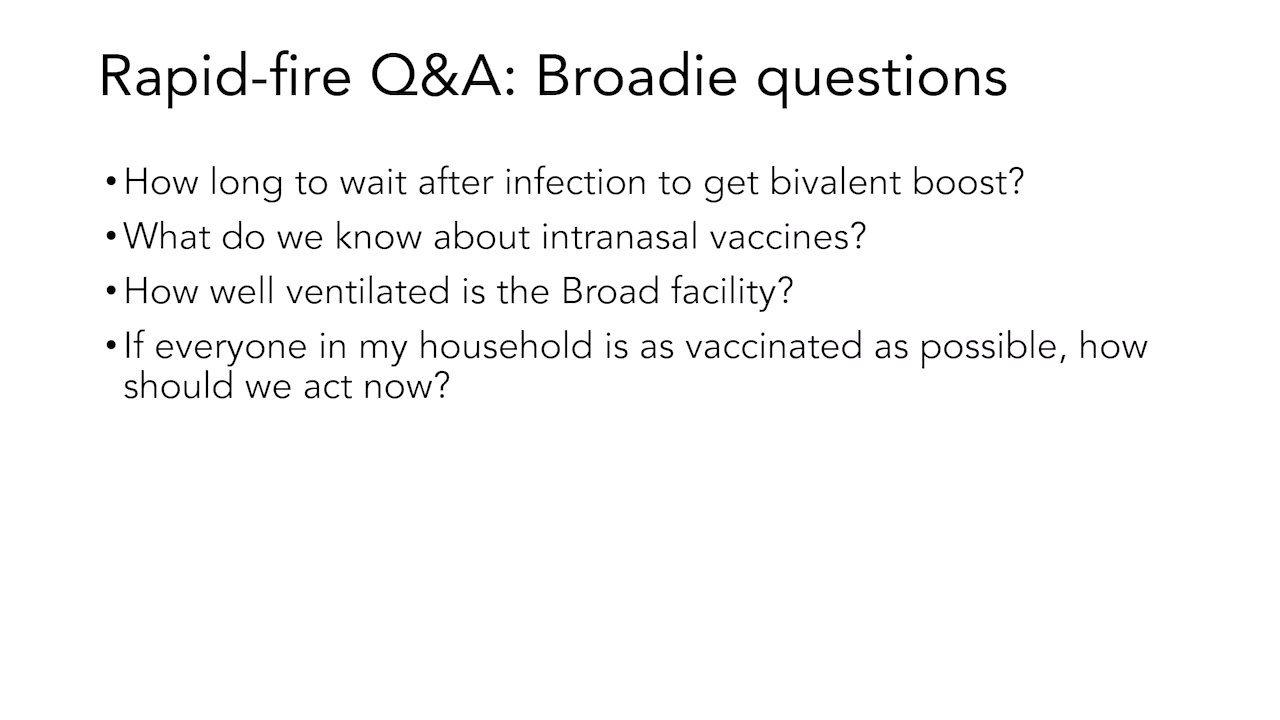 Rapid-fire Q&A: Broadie questions
•How long to wait after infection to get bivalent boost?
•What do we know about intranasal vaccines?
•How well ventilated is the Broad facility?
•If everyone in my household is as vaccinated as possible, how
should we act now?